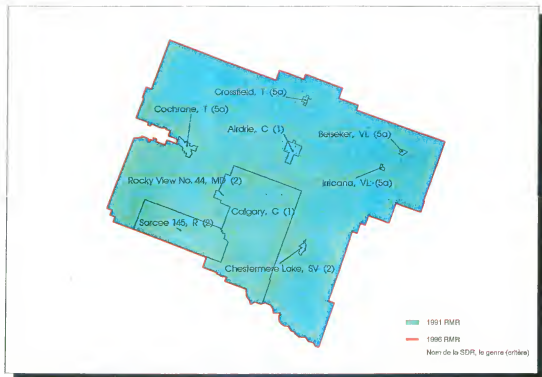 Crossfield, T (5a)
Cochrane, T (5a)
Airdrie, C (1)
Beiseker, VL (5a)
Irricana, VL (5a)
Rocky View No. 44, MD (2)
Calgary, C (1)
Sarcee 145, R (2)
Chestermere Lake, SV (2)
1991 RMR
1996 RMR
Nom de la SDR, le genre (critère)